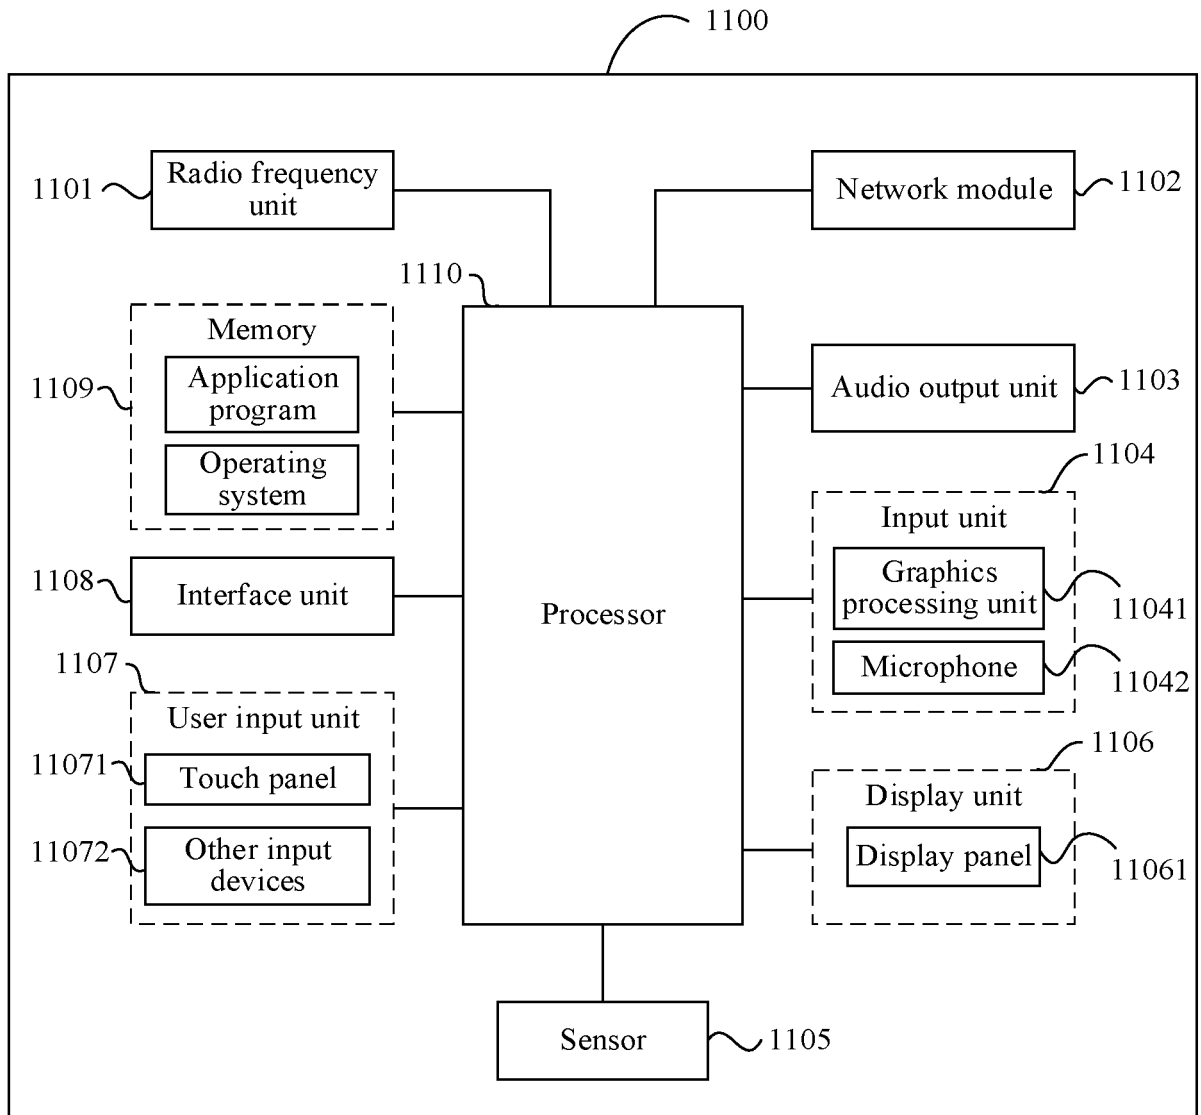 1100
1101
Radio frequency
unit
Network module
1102
1110
Memory
1109
Application
program
Operating
system
Audio output unit
1103
1104
Input unit
Graphics
processing unit
11041
Microphone
11042
1108
Interface unit
Processor
1107
User input unit
11071
Touch panel
11072
Other input
devices
1106
Display unit
Display panel
11061
Sensor
1105